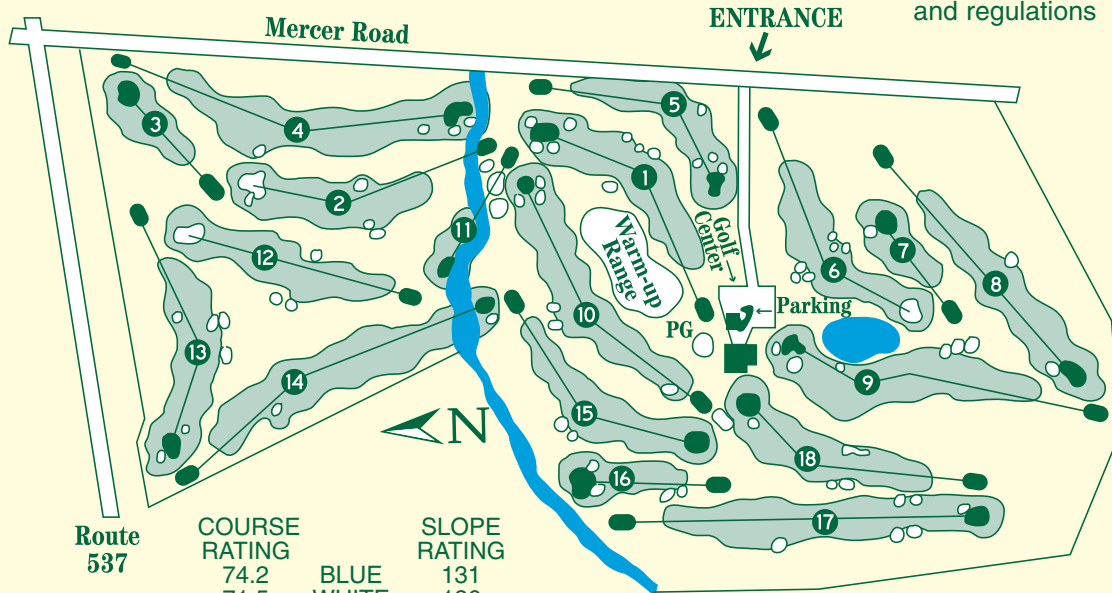 and regulations
ENTRANCE
Mercer Road
5
3
4
1
2
11
Golf
Center
Warm-up
Range
12
6
7
8
←Parking
10
PG
13
9
14
15
N
18
16
17
Route
537
COURSE
RATING
SLOPE
RATING
74.2 BLUE 131
WHITE